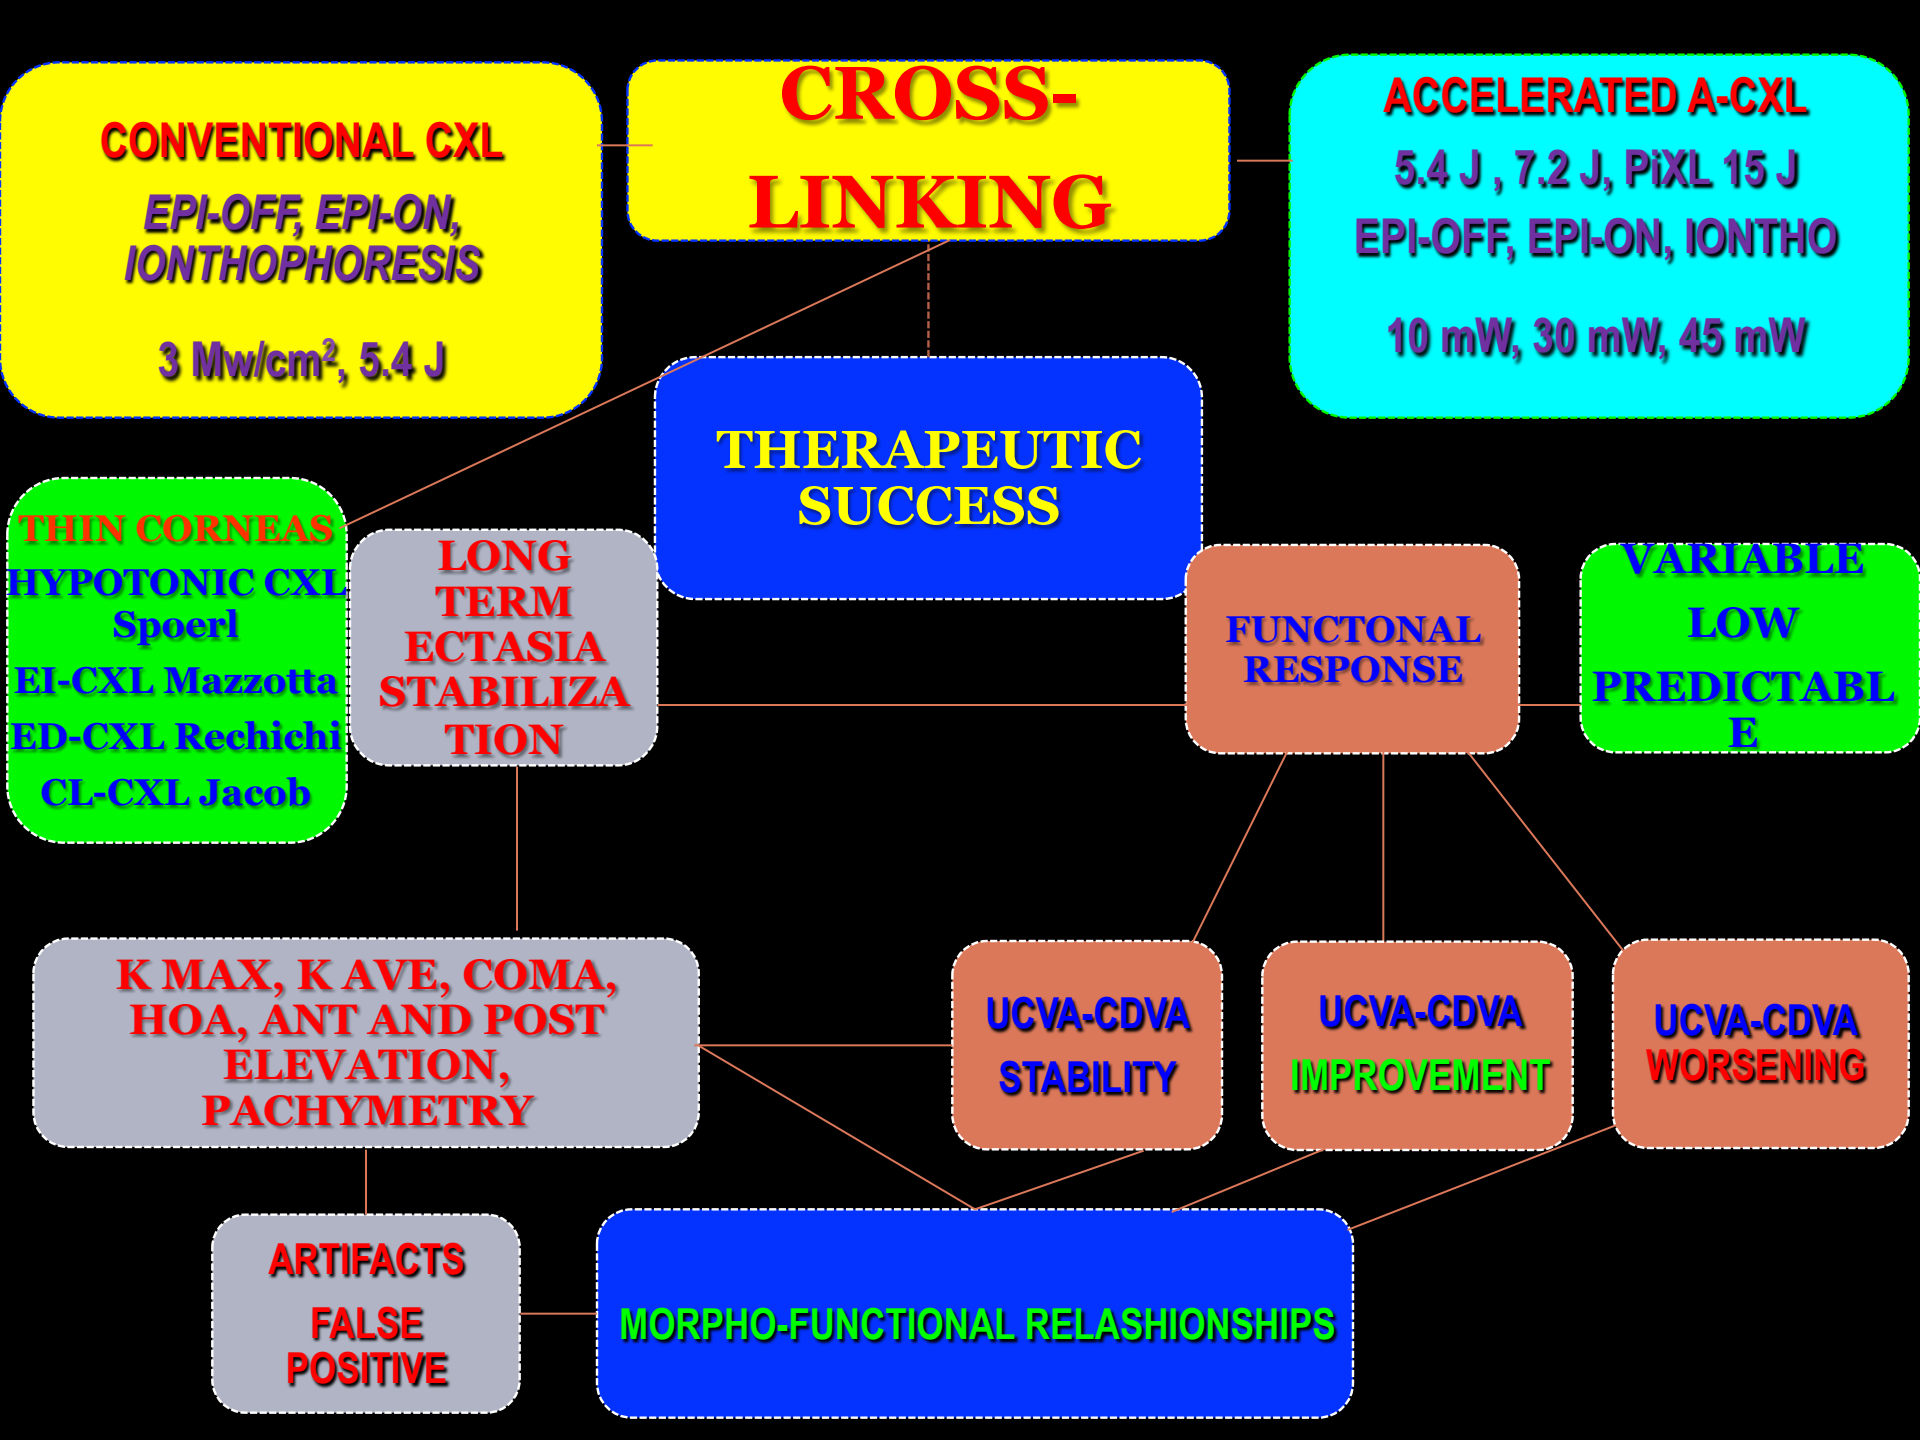 CONVENTIONAL CXL
EPI-OFF, EPI-ON,
IONTHOPHORESIS
3 Mw/cm², 5.4 J
CROSS-
LINKING
ACCELERATED A-CXL
5.4 J , 7.2 J, PiXL 15 J
EPI-OFF, EPI-ON, IONTHO
10 mW, 30 mW, 45 mW
THERAPEUTIC
SUCCESS
THIN CORNEAS
HYPOTONIC CXL
Spoerl
EI-CXL Mazzotta
ED-CXL Rechichi
CL-CXL Jacob
LONG
TERM
ECTASIA
STABILIZA
TION
FUNCTONAL
RESPONSE
VARIABLE
LOW
PREDICTABL
E
K MAX, K AVE, COMA,
HOA, ANT AND POST
ELEVATION,
PACHYMETRY
UCVA-CDVA
STABILITY
UCVA-CDVA
IMPROVEMENT
UCVA-CDVA
WORSENING
ARTIFACTS
FALSE
POSITIVE
MORPHO-FUNCTIONAL RELASHIONSHIPS